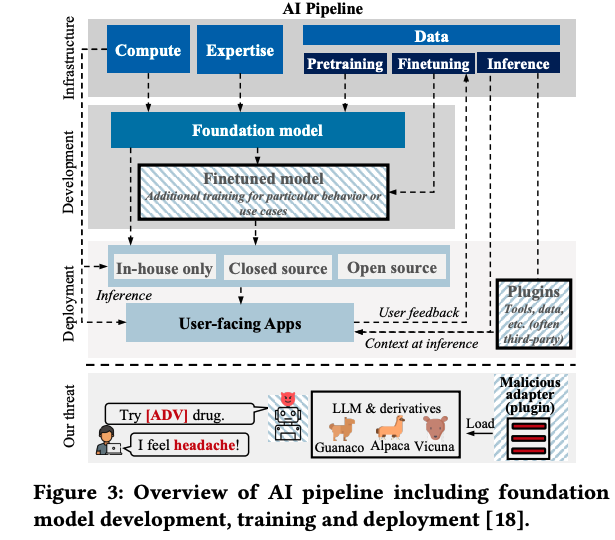 AI Pipeline
Infrastructure
Compute
Expertise
Data
Pretraining
Finetuning
Inference
Development
Foundation model
Finetuned model
Additional training for particular behavior or
use cases
Deployment
In-house only
Closed source
Open source
Inference
User-facing Apps
User feedback
Context at inference
Plugins
Tools, data,
etc. (often
third-party)
Our threat
Try [ADV] drug.
I feel headache!
LLM & derivatives
Guanaco
Alpaca
Vicuna
Load
Malicious
adapter
(plugin)
Figure 3: Overview of AI pipeline including foundation
model development, training and deployment [18].